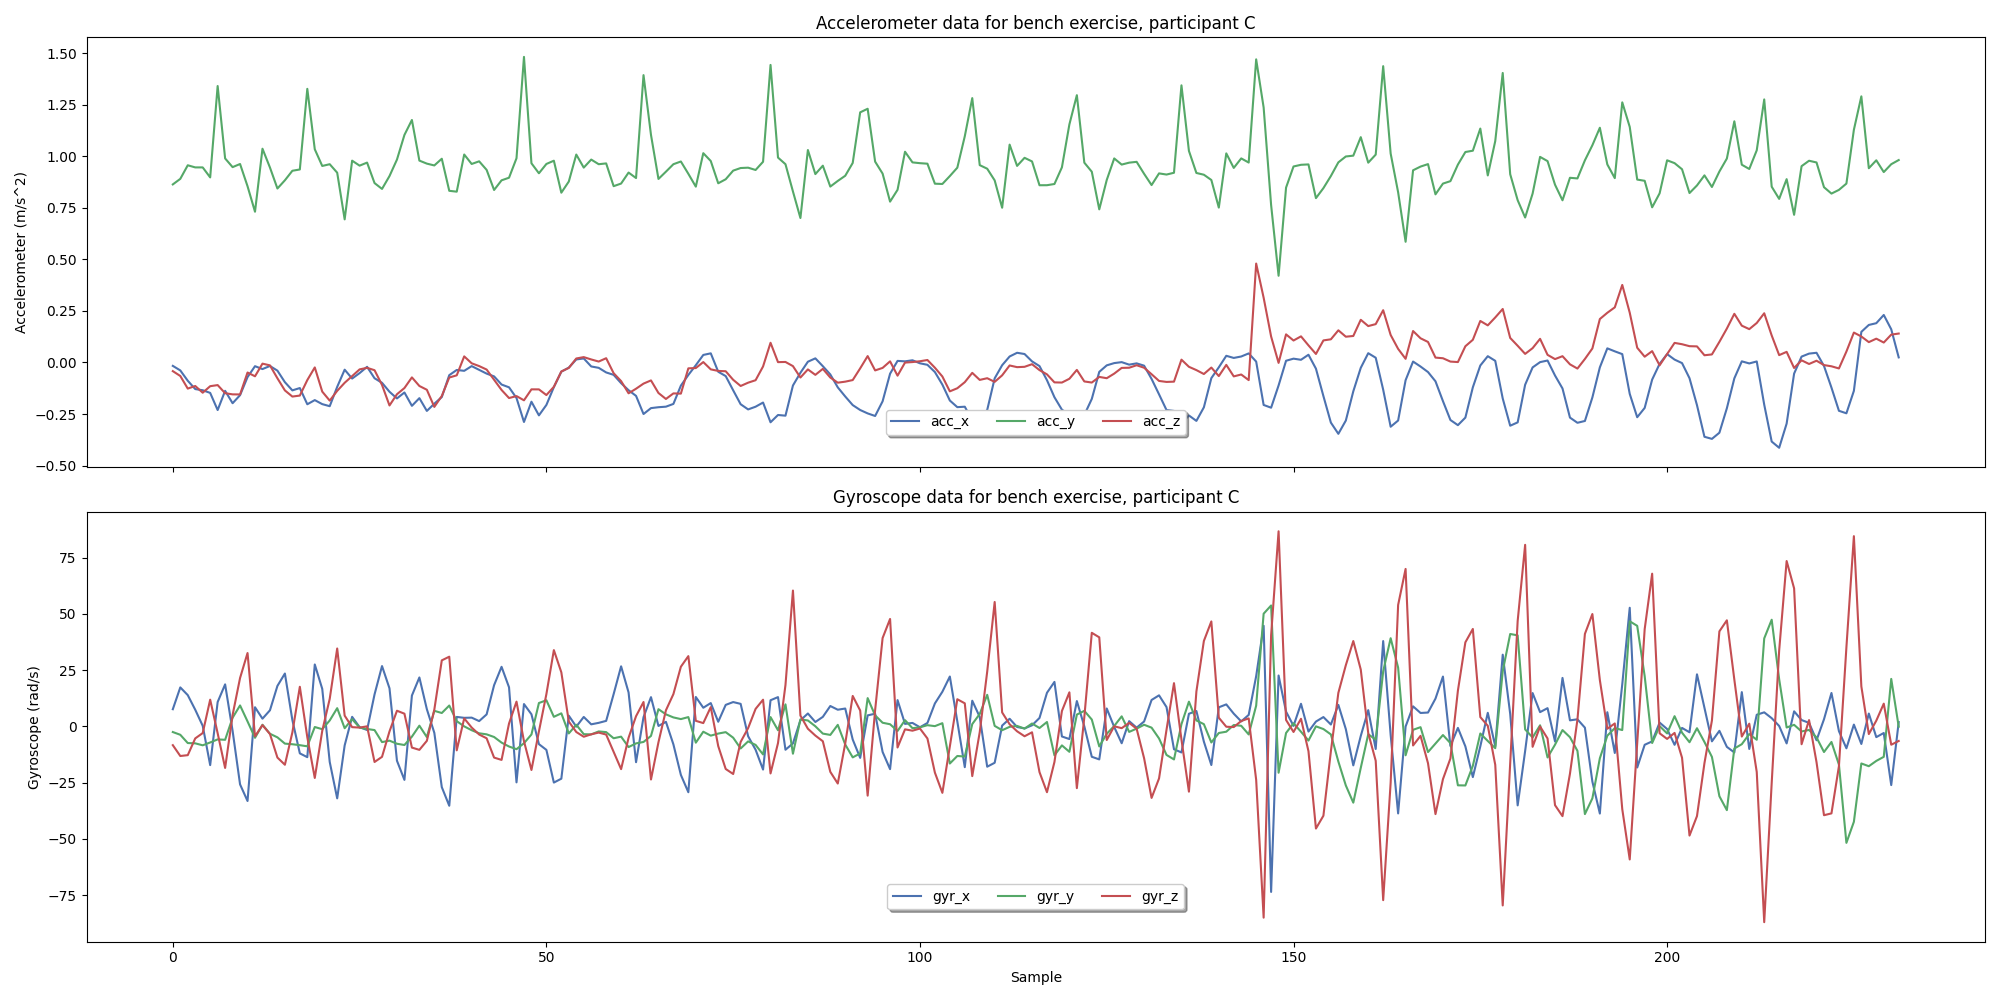 Accelerometer data for bench exercise, participant C
Accelerometer (m/s^2)
1.50
1.25
1.00
0.75
0.50
0.25
0.00
−0.25
−0.50
acc_x acc_y acc_z
Gyroscope data for bench exercise, participant C
Gyroscope (rad/s)
75
50
25
0
−25
−50
−75
gyr_x gyr_y gyr_z
0 50 100 150 200
Sample